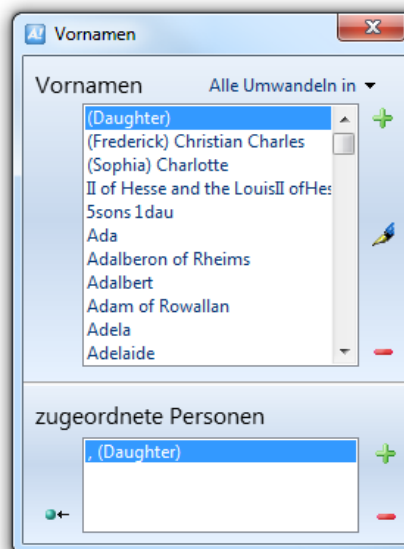 A! Vornamen
Vornamen Alle Umwandeln in
(Daughter)
(Frederick) Christian Charles
(Sophia) Charlotte
II of Hesse and the LouisII ofHes
5sons 1dau
Ada
Adalberon of Rheims
Adalbert
Adam of Rowallan
Adela
Adelaide
zugeordnete Personen
, (Daughter)